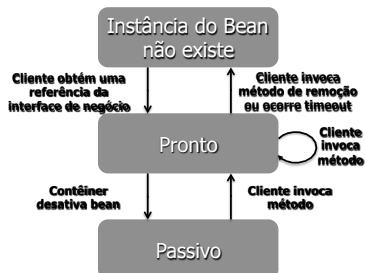 Instância do Bean
não existe
Cliente obtém uma
referência da
interface de negócio
Cliente invoca
método de remoção
ou ocorre timeout
Pronto
Cliente
invoca
método
Contêiner
desativa bean
Cliente invoca
método
Passivo